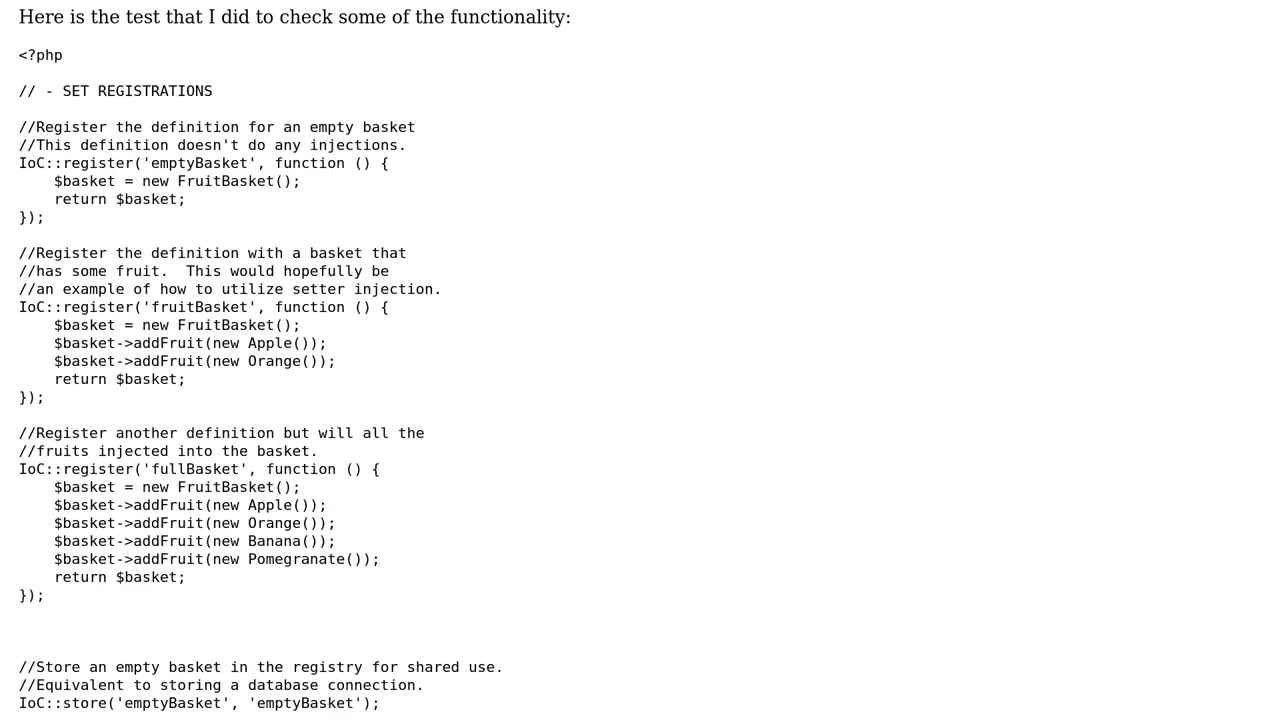 Here is the test that I did to check some of the functionality:
<?php
// - SET REGISTRATIONS
//Register the definition for an empty basket
//This definition doesn't do any injections.
IoC::register('emptyBasket', function () {
    $basket = new FruitBasket();
    return $basket;
});
//Register the definition with a basket that
//has some fruit.  This would hopefully be
//an example of how to utilize setter injection.
IoC::register('fruitBasket', function () {
    $basket = new FruitBasket();
    $basket->addFruit(new Apple());
    $basket->addFruit(new Orange());
    return $basket;
});
//Register another definition but will all the
//fruits injected into the basket.
IoC::register('fullBasket', function () {
    $basket = new FruitBasket();
    $basket->addFruit(new Apple());
    $basket->addFruit(new Orange());
    $basket->addFruit(new Banana());
    $basket->addFruit(new Pomegranate());
    return $basket;
});
//Store an empty basket in the registry for shared use.
//Equivalent to storing a database connection.
IoC::store('emptyBasket', 'emptyBasket');